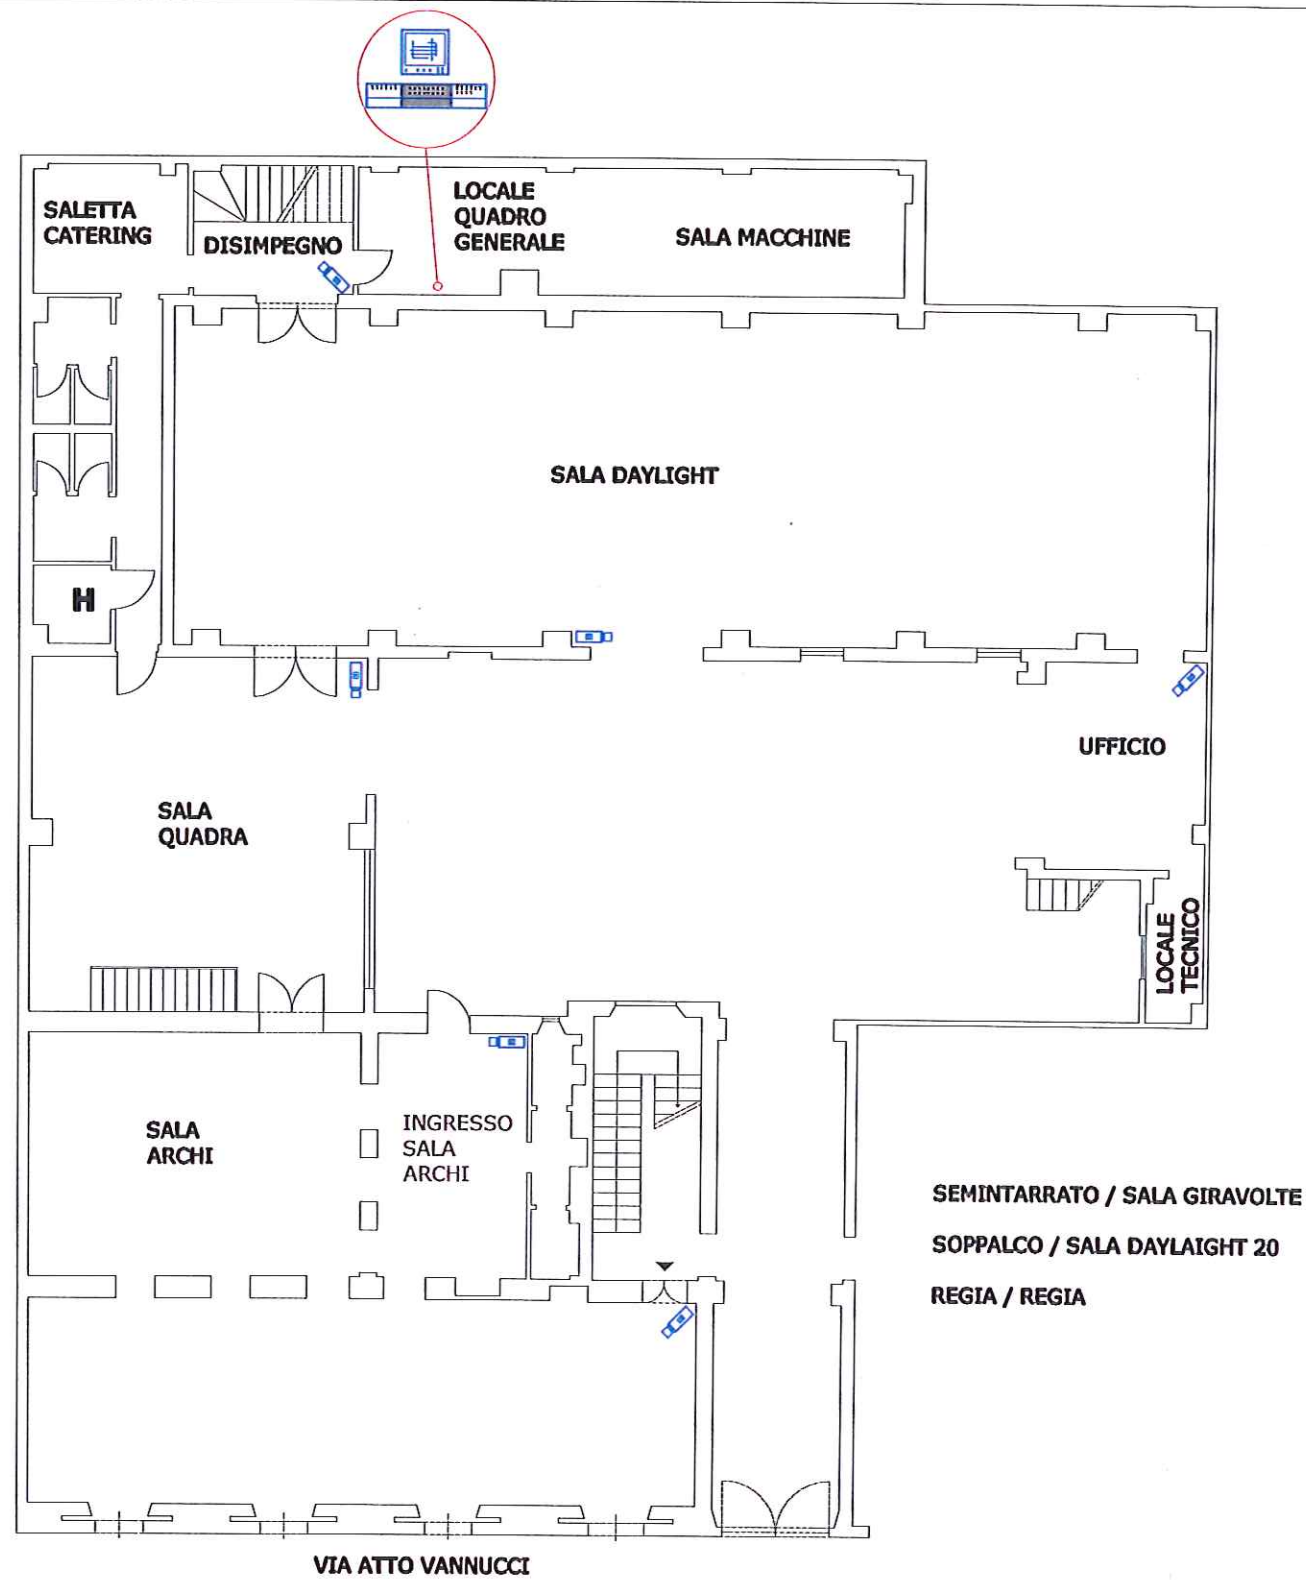 SALETTA
CATERING
DISIMPEGNO
LOCALE
QUADRO
GENERALE
SALA MACCHINE
SALA DAYLIGHT
H
UFFICIO
SALA
QUADRA
LOCALE
TECNICO
SALA
ARCHI
INGRESSO
SALA
ARCHI
SEMINTARRATO / SALA GIRAVOLTE
SOPPALCO / SALA DAYLAIGHT 20
REGIA / REGIA
VIA ATTO VANNUCCI